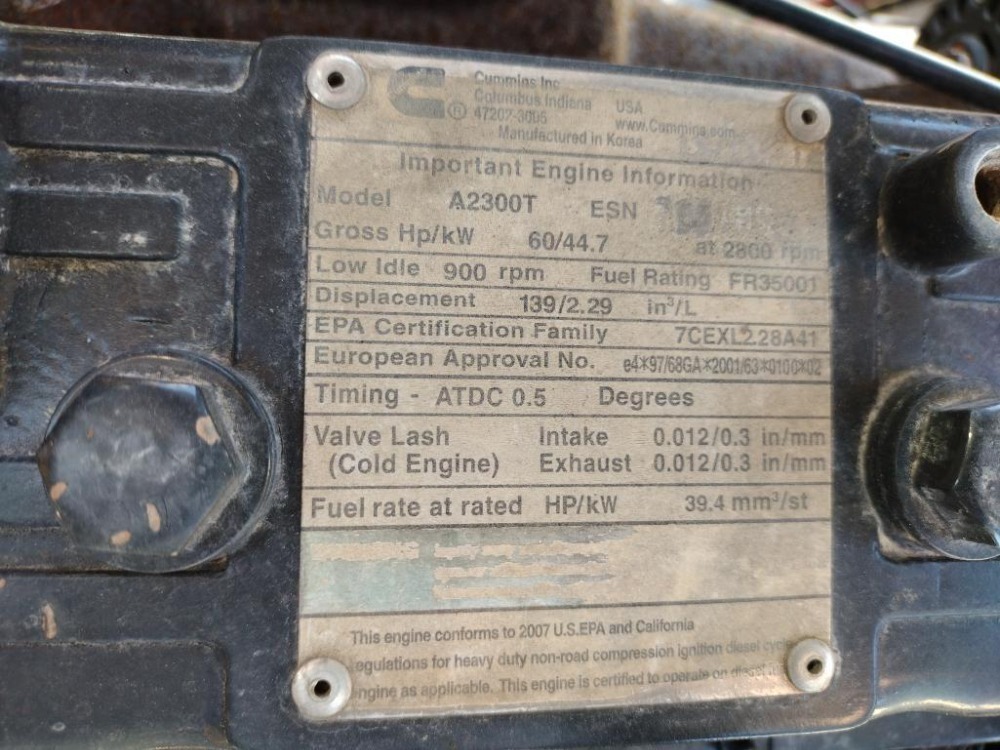 Cummins Inc
Columbus Indiana USA
47202-3005 www.Cummins.com
Manufactured in Korea
Important Engine Information
Model A2300T ESN
Gross Hp/kW 60/44.7 at 2800 rpm
Low Idle 900 rpm Fuel Rating FR35001
Displacement 139/2.29 in³/L
EPA Certification Family 7CEXL2.28A41
European Approval No. e4*97/68GA*2001/63*0100*02
Timing - ATDC 0.5 Degrees
Valve Lash Intake 0.012/0.3 in/mm
(Cold Engine) Exhaust 0.012/0.3 in/mm
Fuel rate at rated HP/kW 39.4 mm³/st
This engine conforms to 2007 U.S.EPA and California
egulations for heavy duty non-road compression ignition diesel cyc
ngine as applicable. This engine is certified to operate on diesel